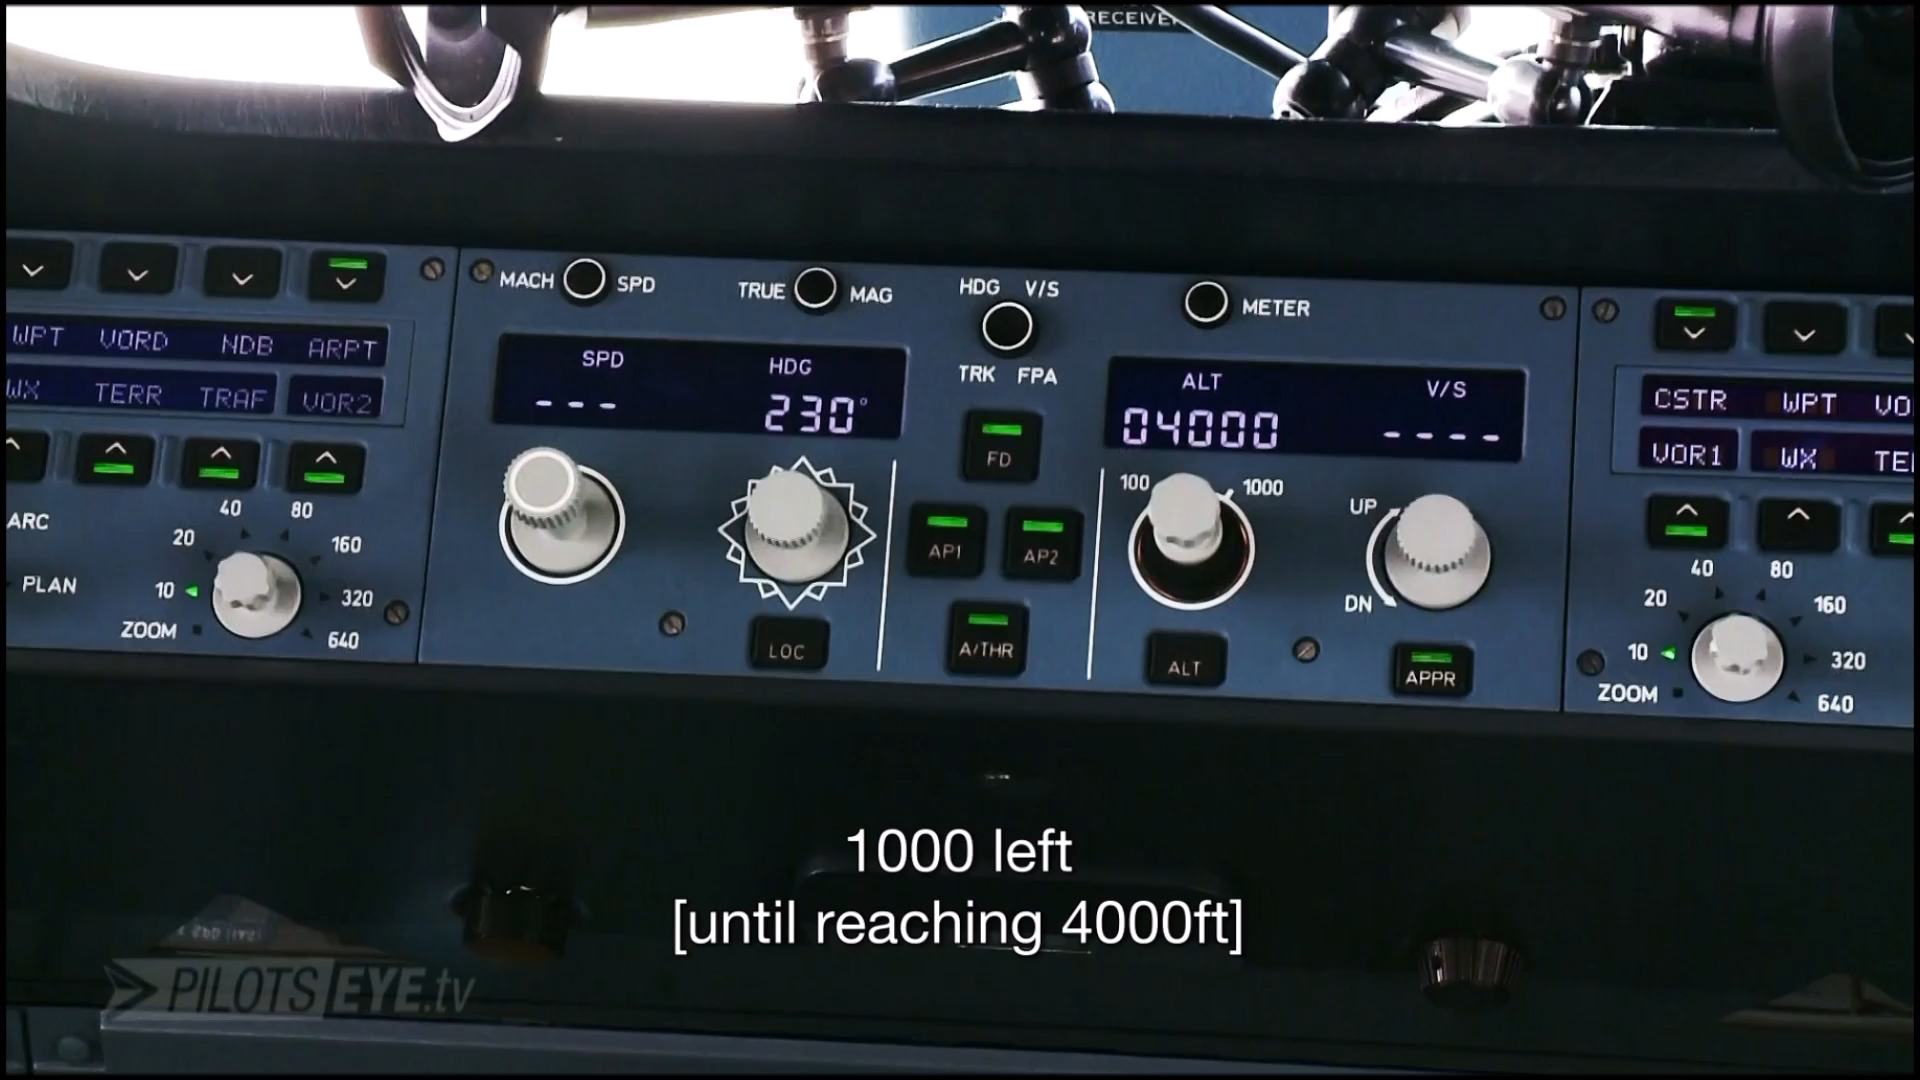 RECEIVER
MACH SPD
TRUE MAG
HDG V/S
TRK FPA
METER
WPT VORD NDB ARPT
WX TERR TRAF VOR2
SPD HDG
--- 230°
ALT V/S
04000 ----
CSTR WPT VO
VOR1 WX TE
FD
AP1 AP2
A/THR
LOC
100 1000
UP
DN
ALT
APPR
ARC
PLAN
ZOOM 10 20 40 80 160 320 640
ZOOM 10 20 40 80 160 320 640
1000 left
[until reaching 4000ft]
PILOTSEYE.tv